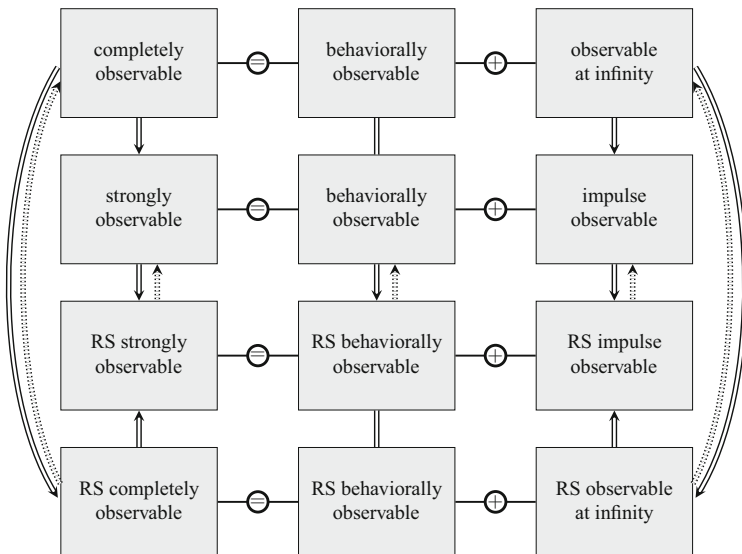 completely
observable
=
behaviorally
observable
+
observable
at infinity
strongly
observable
=
behaviorally
observable
+
impulse
observable
RS strongly
observable
=
RS behaviorally
observable
+
RS impulse
observable
RS completely
observable
=
RS behaviorally
observable
+
RS observable
at infinity